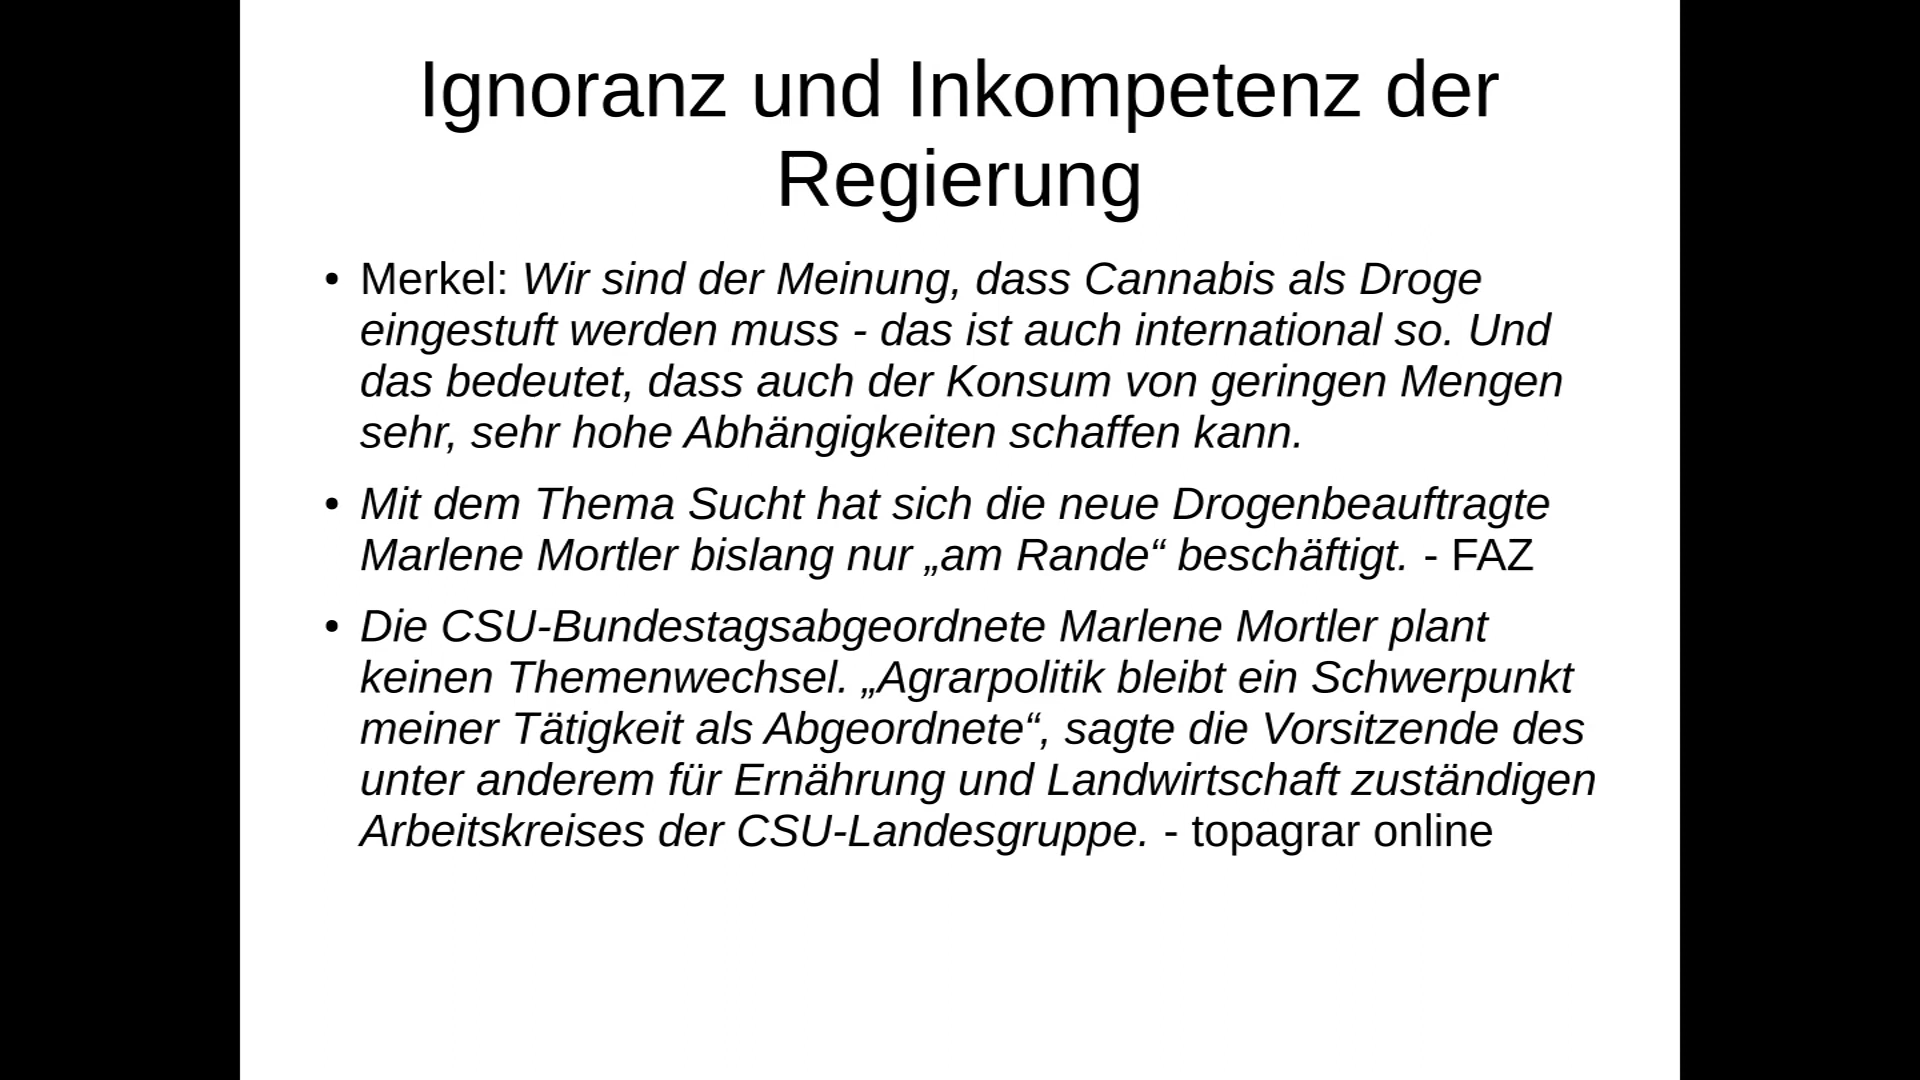 Ignoranz und Inkompetenz der
Regierung
• Merkel: Wir sind der Meinung, dass Cannabis als Droge
eingestuft werden muss - das ist auch international so. Und
das bedeutet, dass auch der Konsum von geringen Mengen
sehr, sehr hohe Abhängigkeiten schaffen kann.
• Mit dem Thema Sucht hat sich die neue Drogenbeauftragte
Marlene Mortler bislang nur „am Rande“ beschäftigt. - FAZ
• Die CSU-Bundestagsabgeordnete Marlene Mortler plant
keinen Themenwechsel. „Agrarpolitik bleibt ein Schwerpunkt
meiner Tätigkeit als Abgeordnete“, sagte die Vorsitzende des
unter anderem für Ernährung und Landwirtschaft zuständigen
Arbeitskreises der CSU-Landesgruppe. - topagrar online